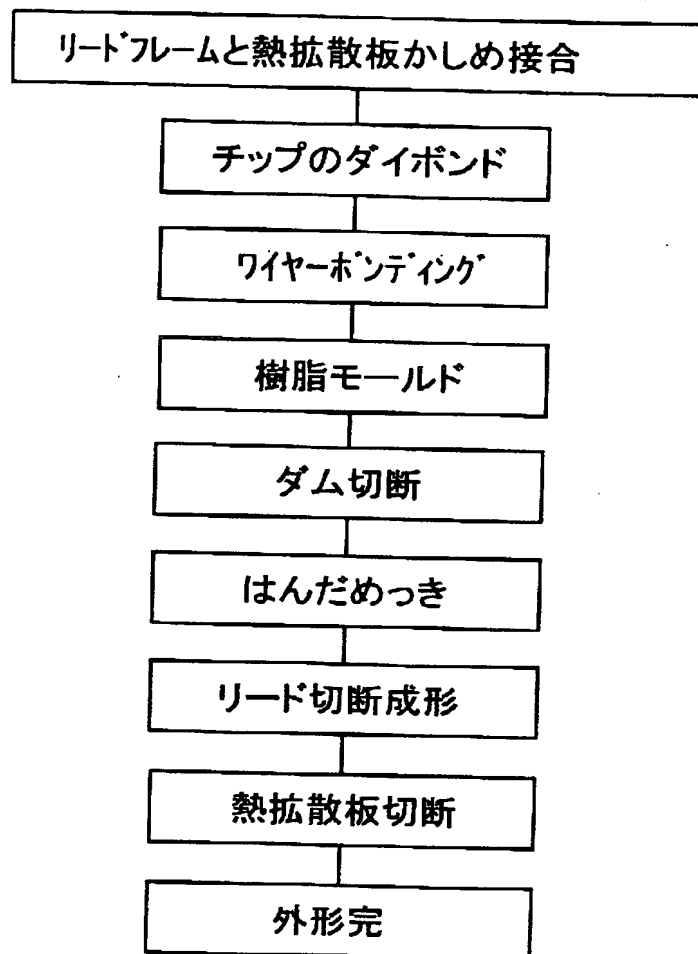 リードフレームと熱拡散板かしめ接合
チップのダイボンド
ワイヤーボンディング
樹脂モールド
ダム切断
はんだめっき
リード切断成形
熱拡散板切断
外形完